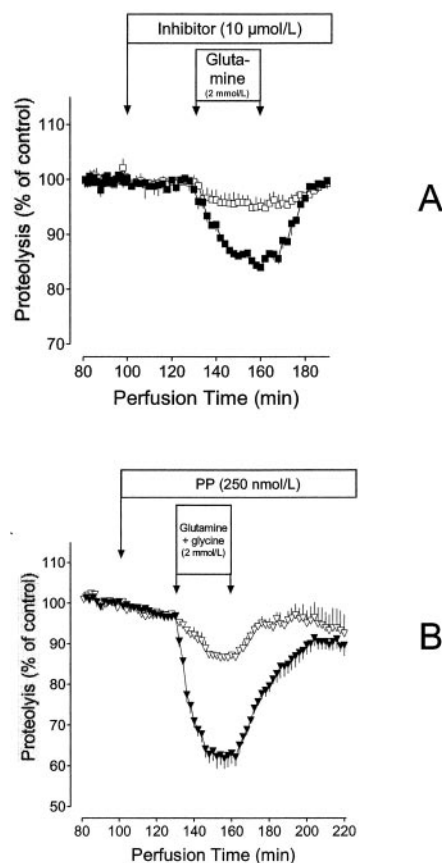 Inhibitor (10 µmol/L)
Gluta-
mine
(2 mmol/L)
110
100
90
80
70
Proteolysis (% of control)
80 100 120 140 160 180
Perfusion Time (min)
A
PP (250 nmol/L)
Glutamine
+ glycine
(2 mmol/L)
110
100
90
80
70
60
50
Proteolyis (% of control)
80 100 120 140 160 180 200 220
Perfusion Time (min)
B